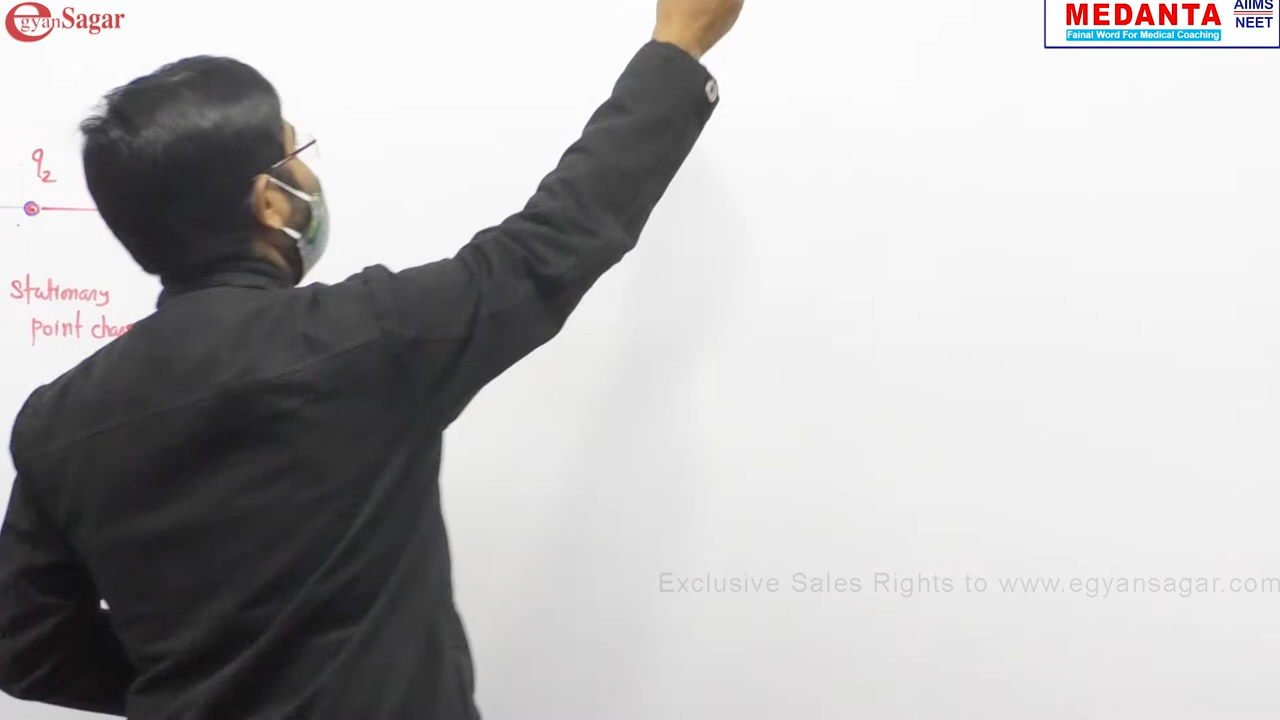 egyanSagar
MEDANTA
AIIMS
NEET
Fainal Word For Medical Coaching
q2
Stationary
point
Exclusive Sales Rights to www.egyansagar.com